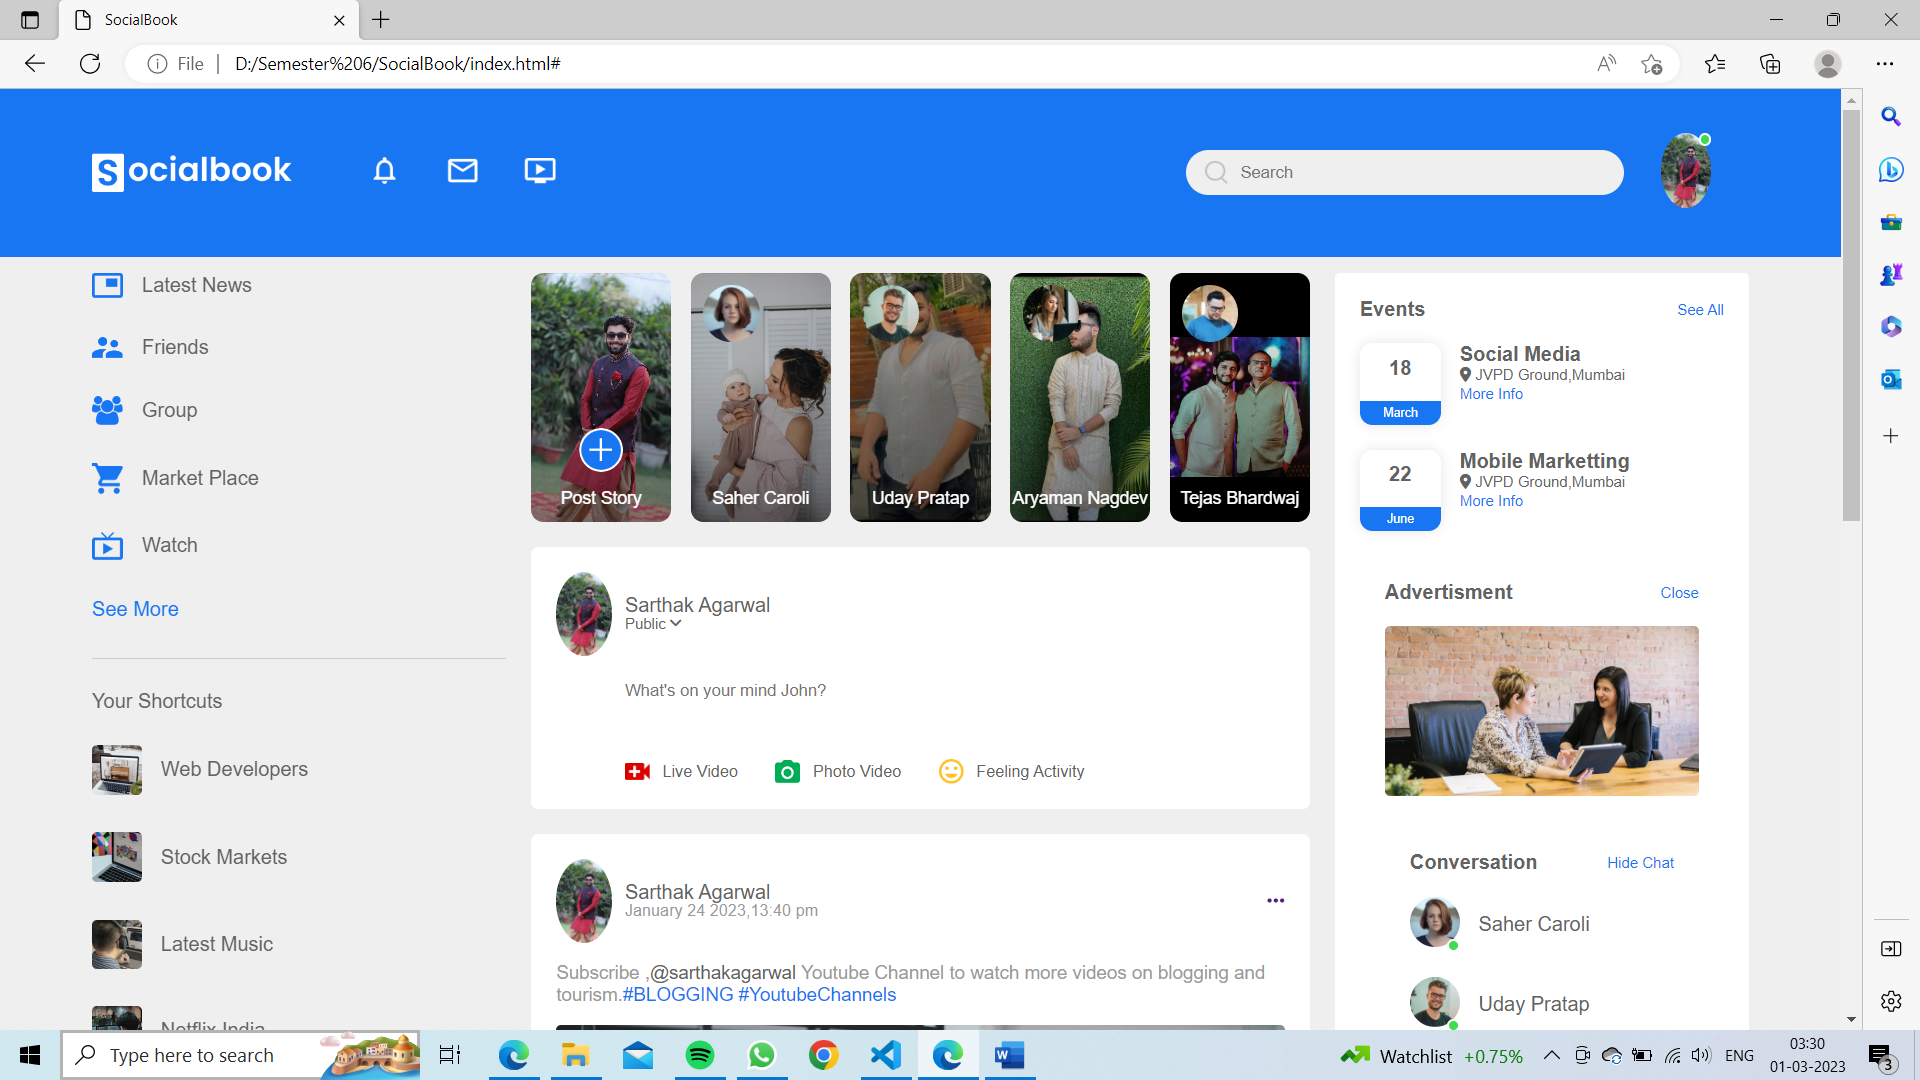 SocialBook
File
D:/Semester%206/SocialBook/index.html#
Socialbook
Search
Latest News
Friends
Group
Market Place
Watch
See More
Your Shortcuts
Web Developers
Stock Markets
Latest Music
Netflix India
Post Story
Saher Caroli
Uday Pratap
Aryaman Nagdev
Tejas Bhardwaj
Sarthak Agarwal
Public
What's on your mind John?
Live Video
Photo Video
Feeling Activity
Sarthak Agarwal
January 24 2023,13:40 pm
Subscribe ,@sarthakagarwal Youtube Channel to watch more videos on blogging and
tourism.#BLOGGING #YoutubeChannels
Events
See All
18
March
Social Media
JVPD Ground,Mumbai
More Info
22
June
Mobile Marketting
JVPD Ground,Mumbai
More Info
Advertisment
Close
Conversation
Hide Chat
Saher Caroli
Uday Pratap
Type here to search
Watchlist +0.75%
ENG
03:30
01-03-2023
3